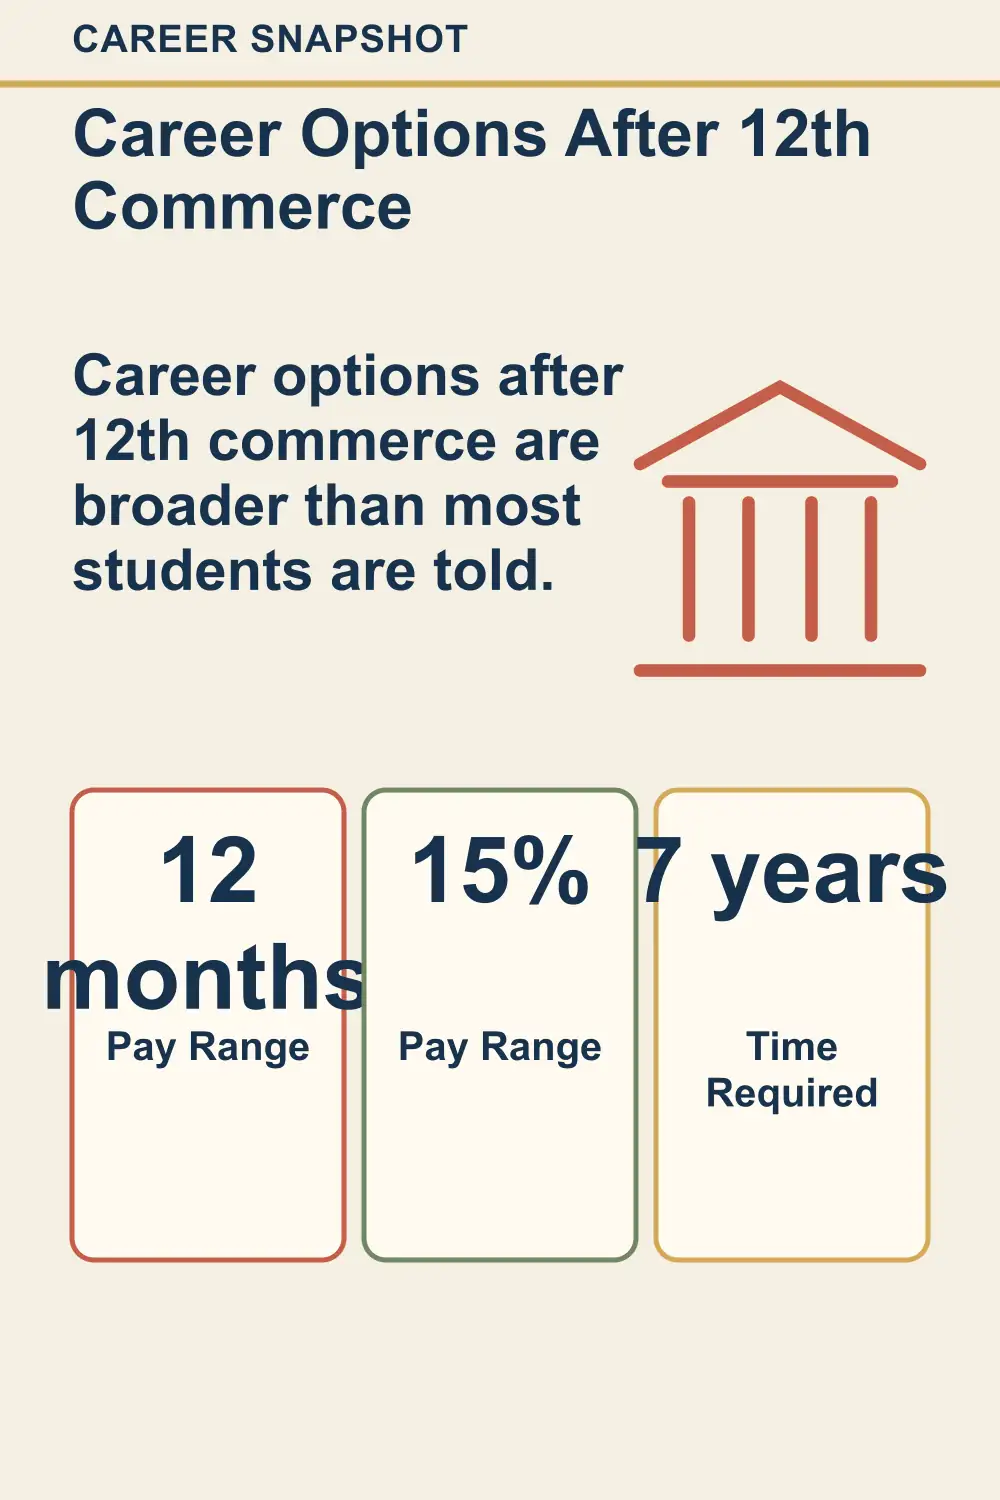 CAREER SNAPSHOT
Career Options After 12th
Commerce
Career options after
12th commerce are
broader than most
students are told.
12
months
Pay Range
15%
Pay Range
7 years
Time
Required